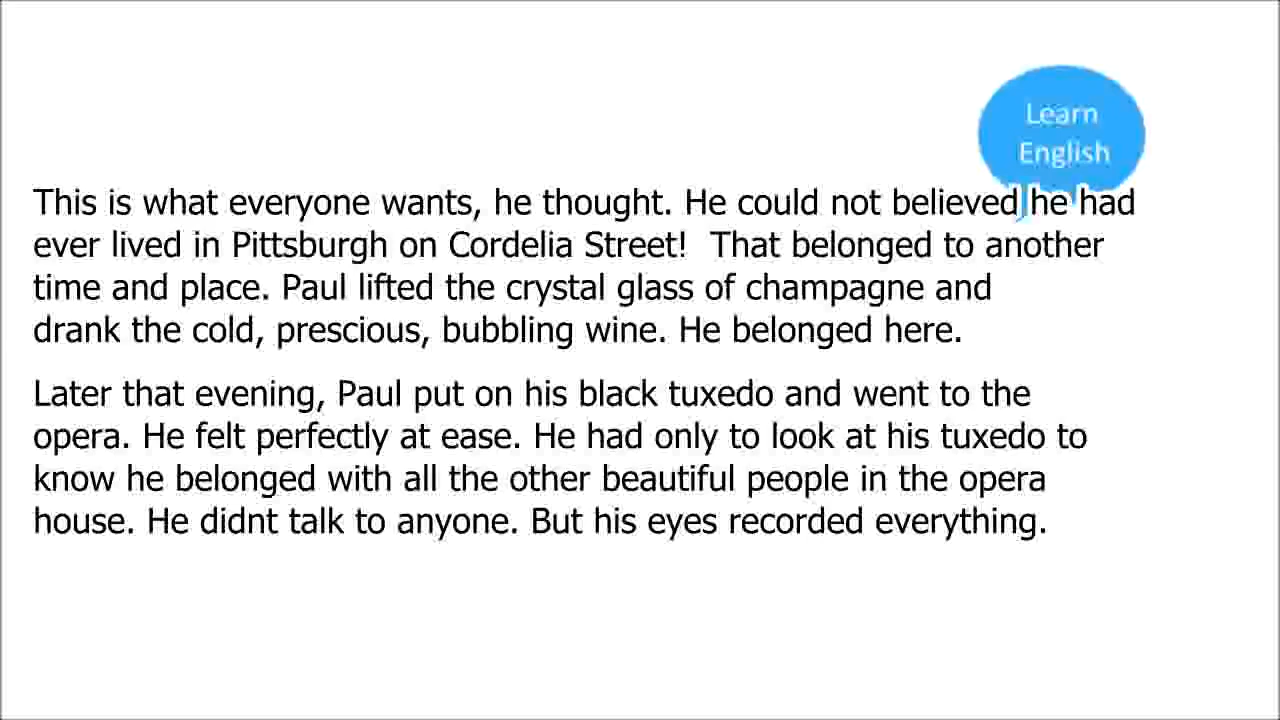 Learn
English
This is what everyone wants, he thought. He could not believed he had
ever lived in Pittsburgh on Cordelia Street!  That belonged to another
time and place. Paul lifted the crystal glass of champagne and
drank the cold, prescious, bubbling wine. He belonged here.
Later that evening, Paul put on his black tuxedo and went to the
opera. He felt perfectly at ease. He had only to look at his tuxedo to
know he belonged with all the other beautiful people in the opera
house. He didnt talk to anyone. But his eyes recorded everything.